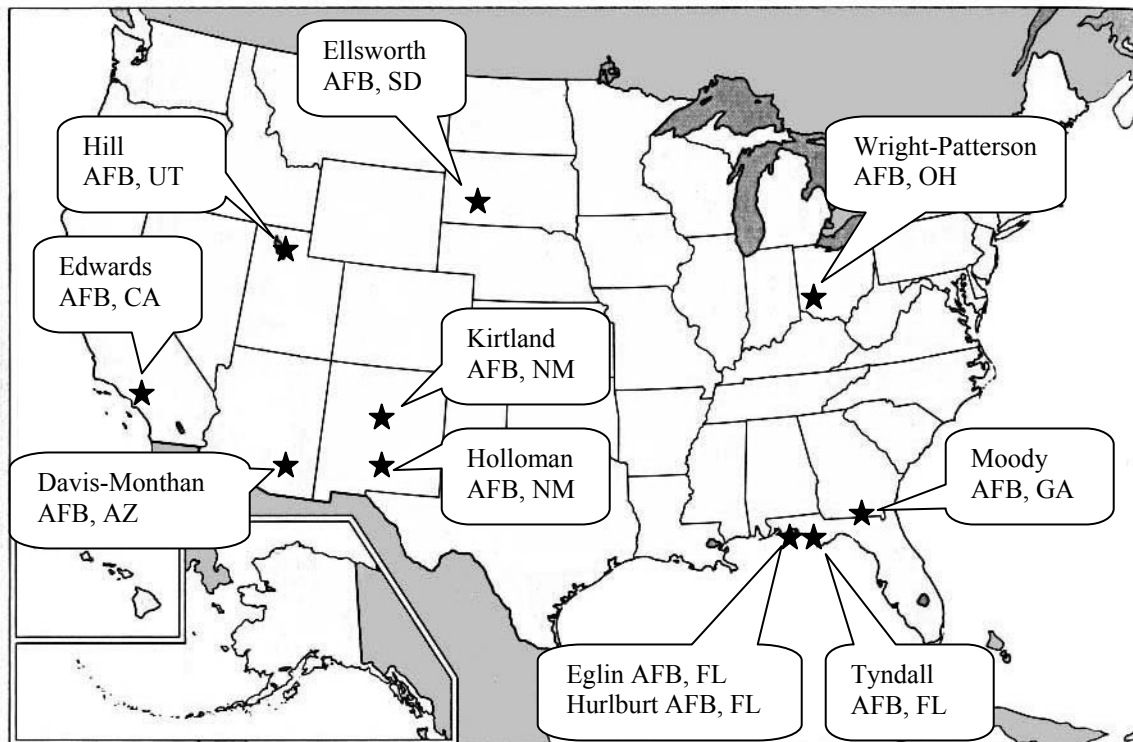 Ellsworth
AFB, SD
Hill
AFB, UT
Wright-Patterson
AFB, OH
Edwards
AFB, CA
Kirtland
AFB, NM
Holloman
AFB, NM
Moody
AFB, GA
Davis-Monthan
AFB, AZ
Eglin AFB, FL
Hurlburt AFB, FL
Tyndall
AFB, FL